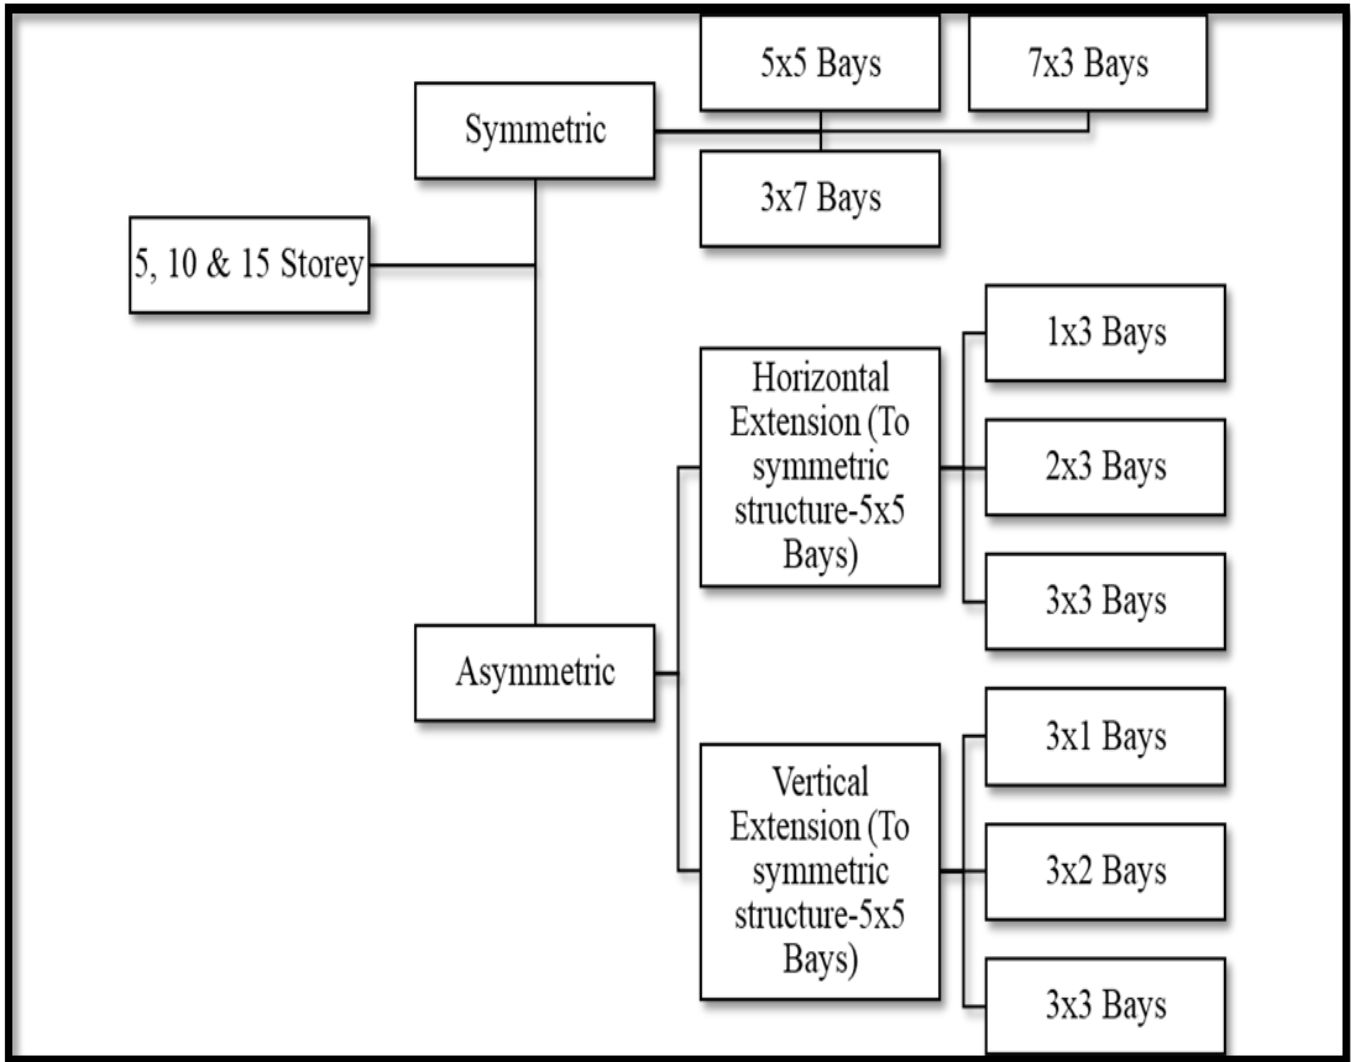 5x5 Bays
7x3 Bays
Symmetric
3x7 Bays
5, 10 & 15 Storey
1x3 Bays
Horizontal
Extension (To
symmetric
structure-5x5
Bays)
2x3 Bays
3x3 Bays
Asymmetric
3x1 Bays
Vertical
Extension (To
symmetric
structure-5x5
Bays)
3x2 Bays
3x3 Bays